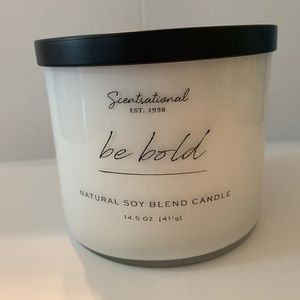 Scentsational
EST. 1998
be bold
NATURAL SOY BLEND CANDLE
14.5 OZ [411g]